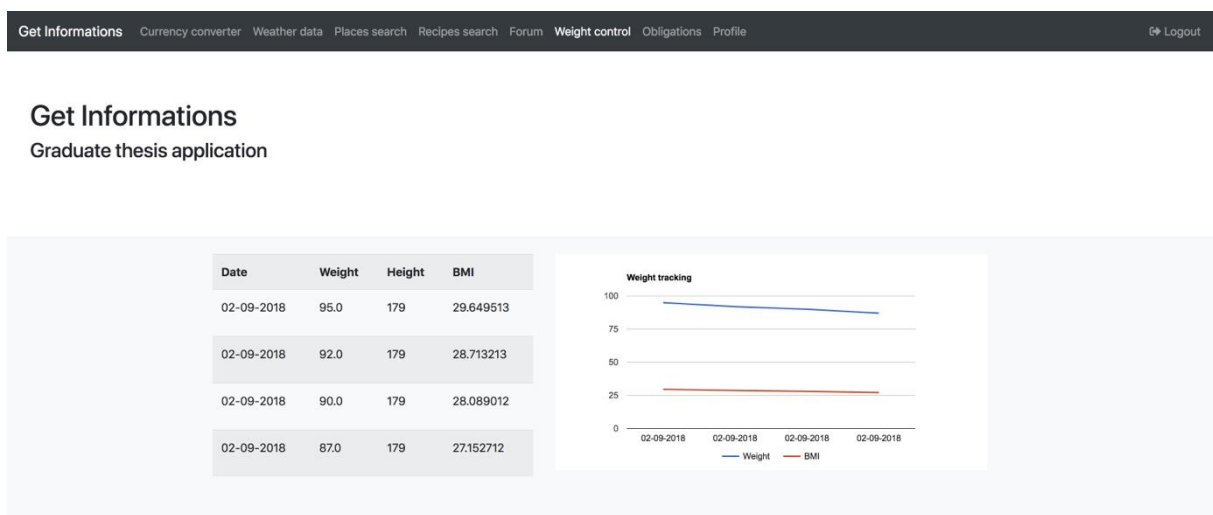 Get Informations Currency converter Weather data Places search Recipes search Forum Weight control Obligations Profile Logout
Get Informations
Graduate thesis application
Date Weight Height BMI
02-09-2018 95.0 179 29.649513
02-09-2018 92.0 179 28.713213
02-09-2018 90.0 179 28.089012
02-09-2018 87.0 179 27.152712
Weight tracking
100
75
50
25
0
02-09-2018 02-09-2018 02-09-2018 02-09-2018
Weight BMI